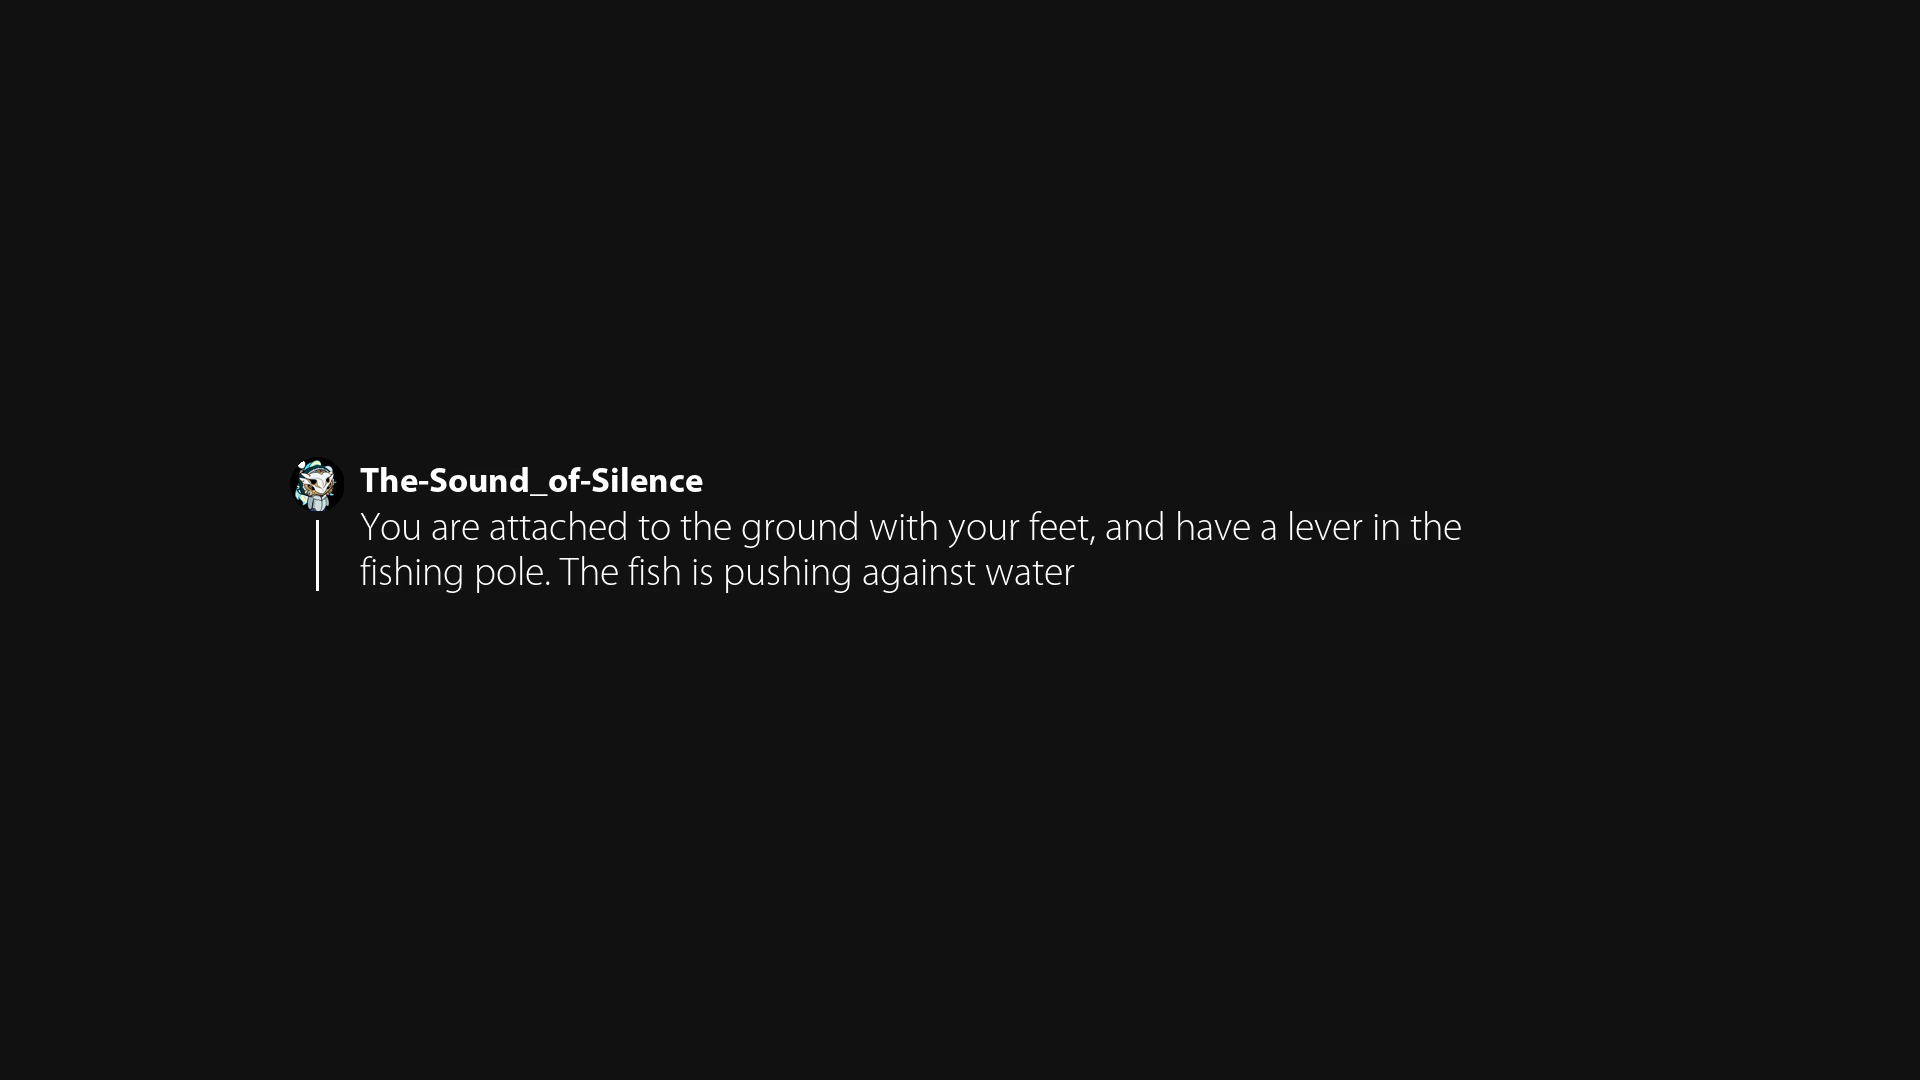 The-Sound_of-Silence
You are attached to the ground with your feet, and have a lever in the
fishing pole. The fish is pushing against water